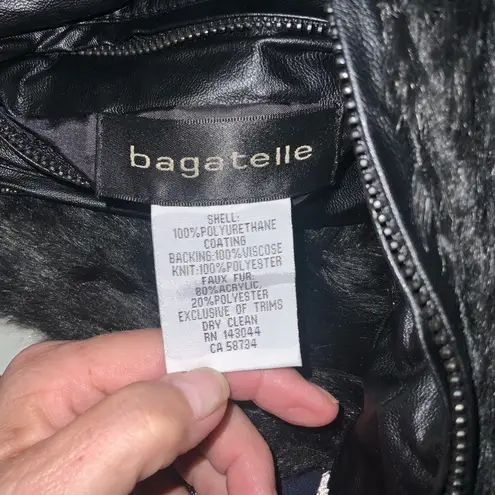 bagatelle
SHELL:
100%POLYURETHANE
COATING
BACKING:100%VISCOSE
KNIT:100%POLYESTER
FAUX FUR:
80%ACRYLIC,
20%POLYESTER
EXCLUSIVE OF TRIMS
DRY CLEAN
RN 143044
CA 58794